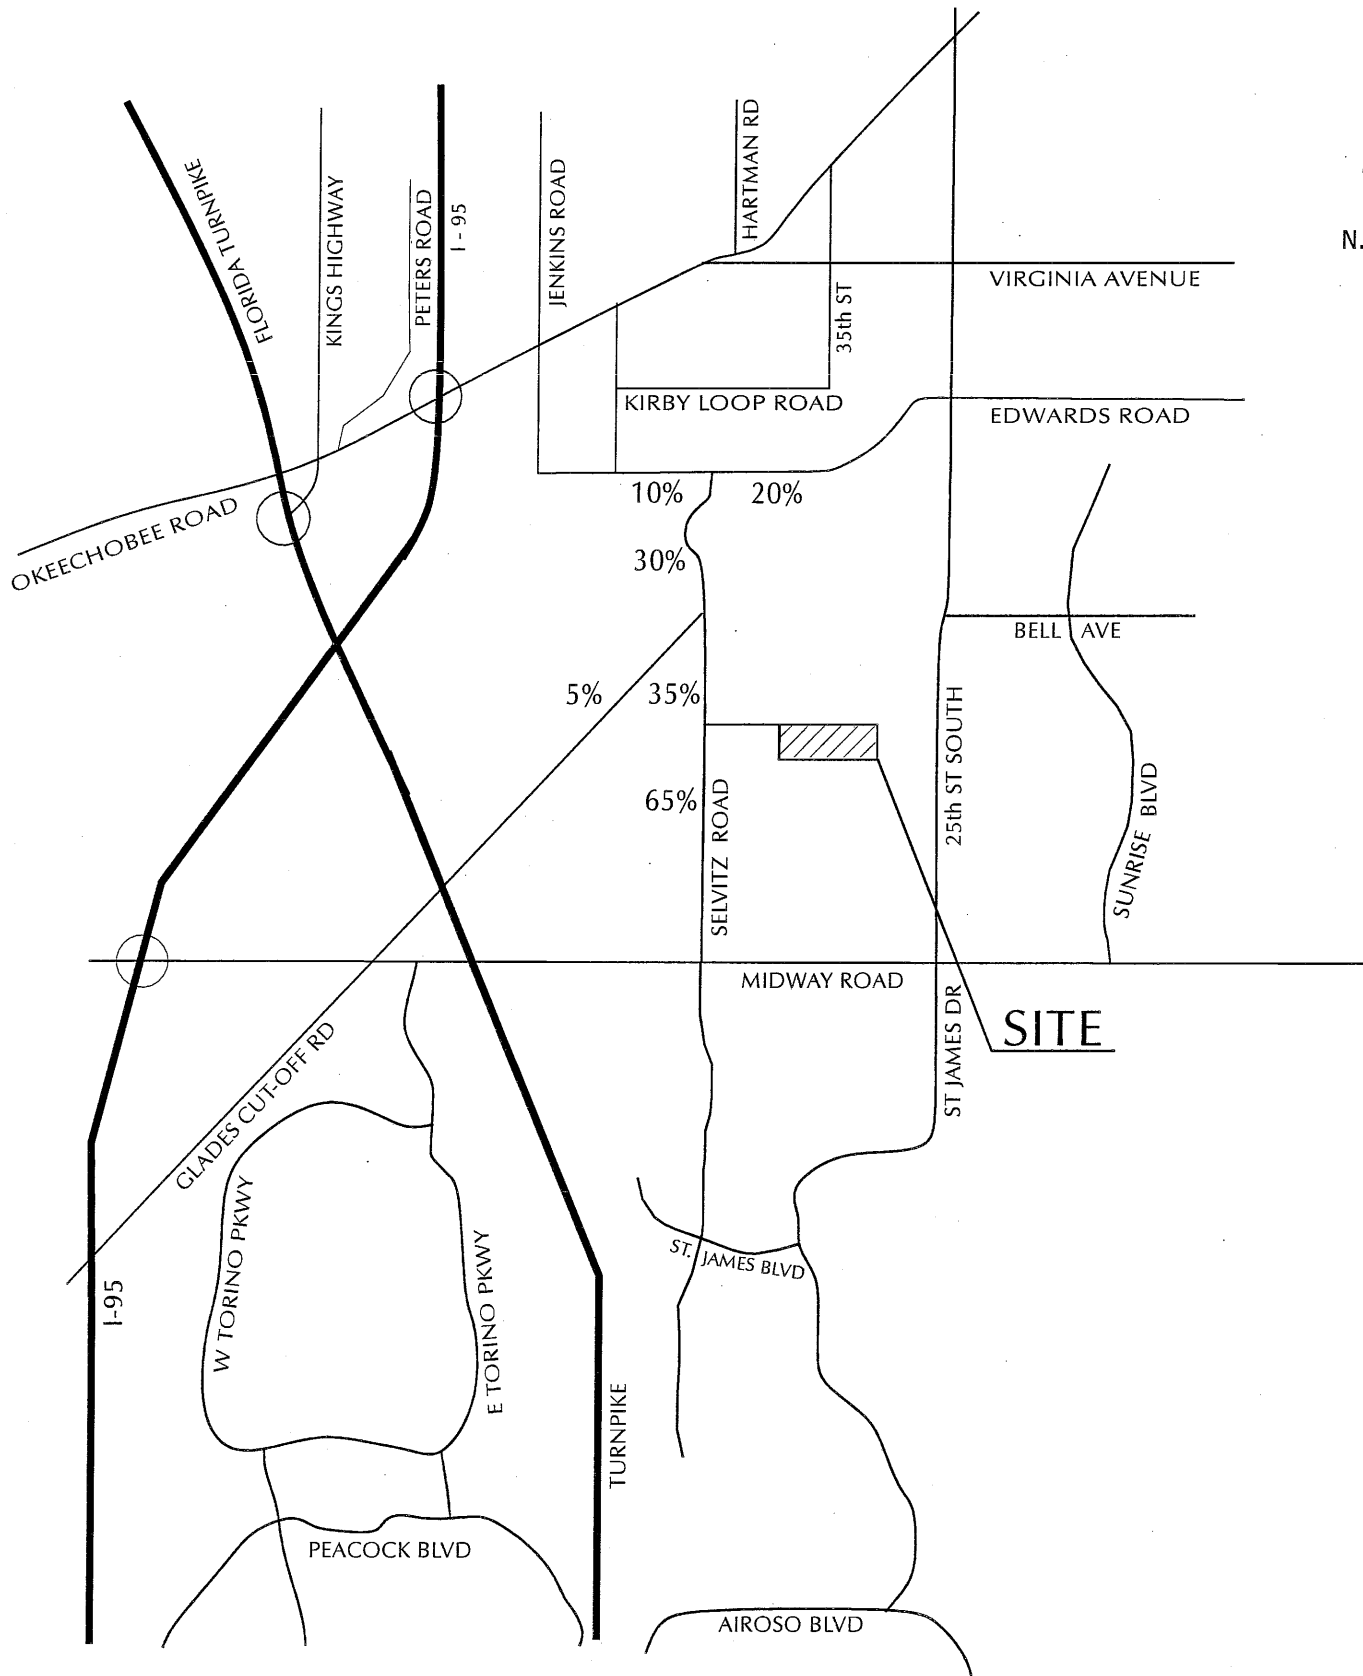 FLORIDA TURNPIKE
KINGS HIGHWAY
PETERS ROAD
I-95
JENKINS ROAD
HARTMAN RD
N.
VIRGINIA AVENUE
35th ST
KIRBY LOOP ROAD
EDWARDS ROAD
OKEECHOBEE ROAD
10%
20%
30%
BELL AVE
5%
35%
65%
SELVITZ ROAD
25th ST SOUTH
SUNRISE BLVD
MIDWAY ROAD
SITE
ST JAMES DR
GLADES CUT-OFF RD
W TORINO PKWY
E TORINO PKWY
ST. JAMES BLVD
I-95
TURNPIKE
PEACOCK BLVD
AIROSO BLVD